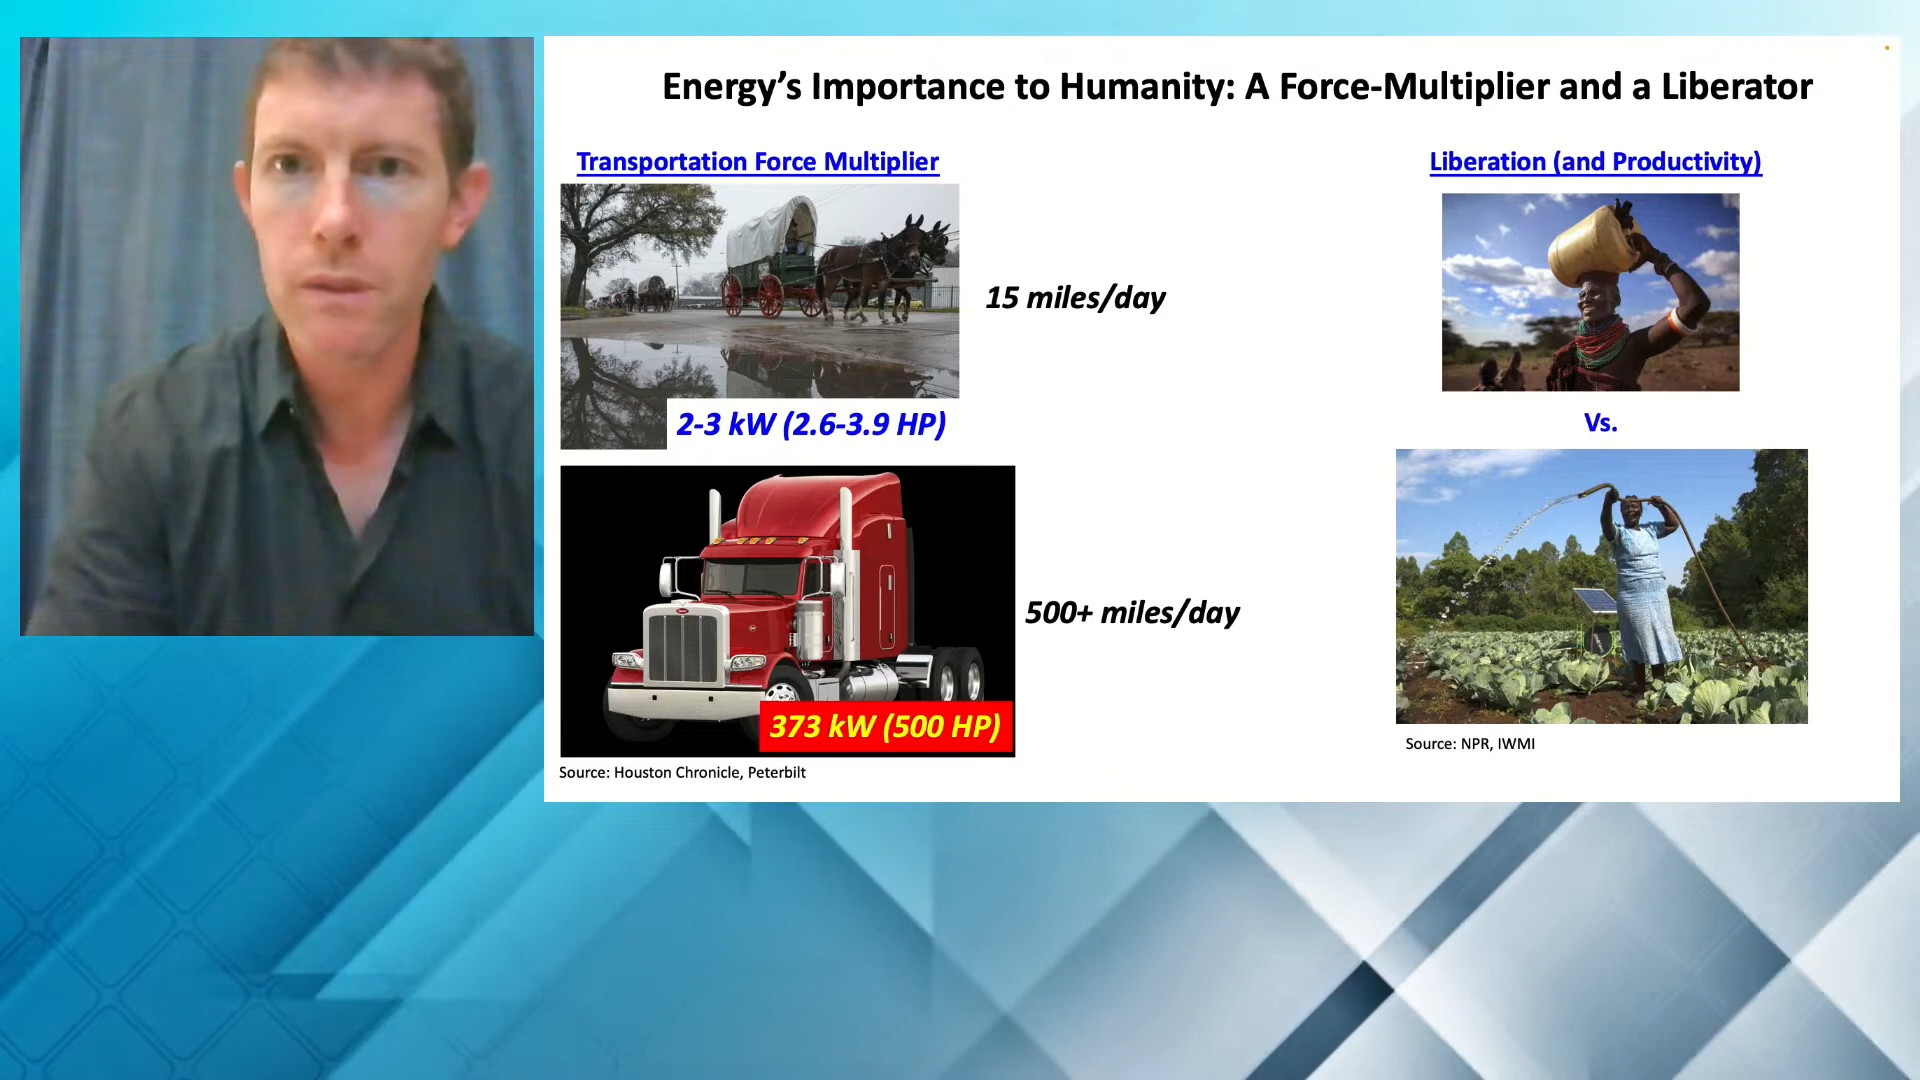 Energy’s Importance to Humanity: A Force-Multiplier and a Liberator
Transportation Force Multiplier
15 miles/day
2-3 kW (2.6-3.9 HP)
500+ miles/day
373 kW (500 HP)
Source: Houston Chronicle, Peterbilt
Liberation (and Productivity)
Vs.
Source: NPR, IWMI